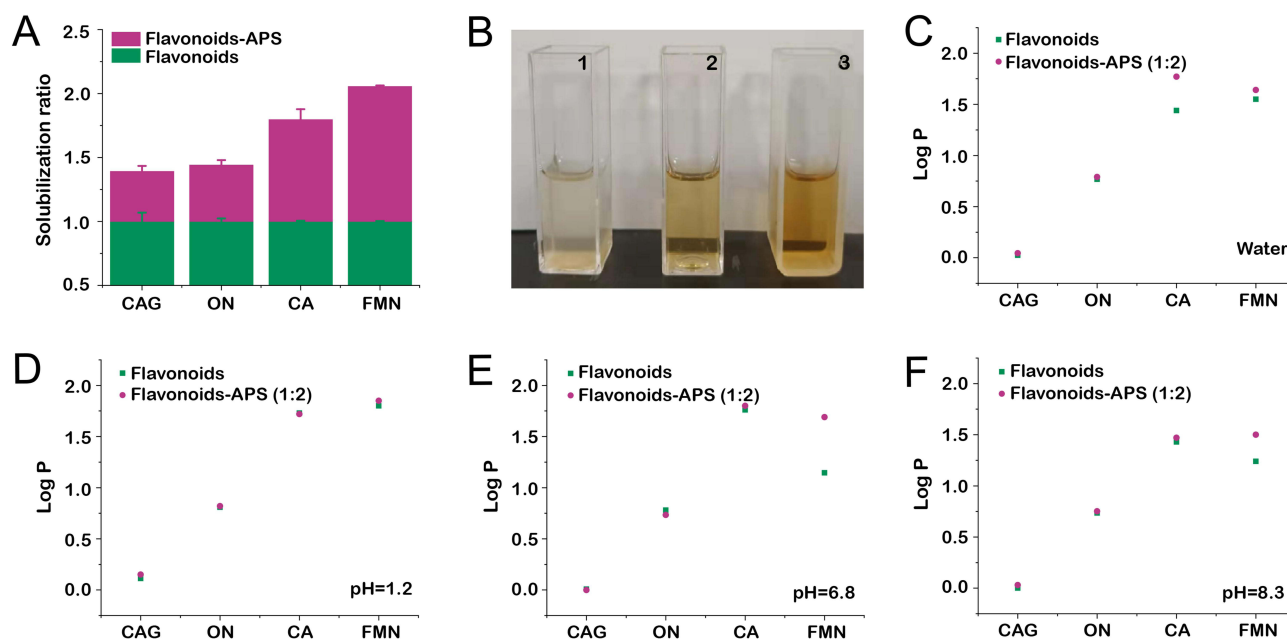 A
Flavonoids-APS
Flavonoids
Solubilization ratio
2.5
2.0
1.5
1.0
0.5
CAG ON CA FMN
B
1 2 3
C
Flavonoids
Flavonoids-APS (1:2)
Log P
2.0
1.5
1.0
0.5
0.0
Water
CAG ON CA FMN
D
Flavonoids
Flavonoids-APS (1:2)
Log P
2.0
1.5
1.0
0.5
0.0
pH=1.2
CAG ON CA FMN
E
Flavonoids
Flavonoids-APS (1:2)
Log P
2.0
1.5
1.0
0.5
0.0
pH=6.8
CAG ON CA FMN
F
Flavonoids
Flavonoids-APS (1:2)
Log P
2.0
1.5
1.0
0.5
0.0
pH=8.3
CAG ON CA FMN